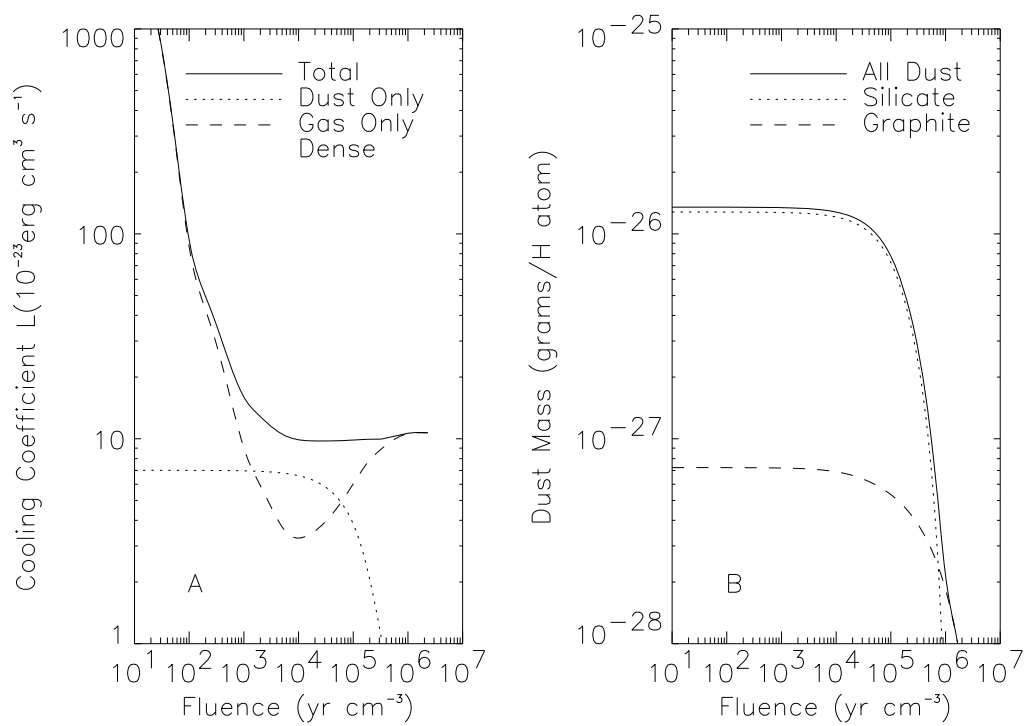 Cooling Coefficient L(10⁻²³erg cm³ s⁻¹)
1000
100
10
1
Total
Dust Only
Gas Only
Dense
A
10¹ 10² 10³ 10⁴ 10⁵ 10⁶ 10⁷
Fluence (yr cm⁻³)
Dust Mass (grams/H atom)
10⁻²⁵
10⁻²⁶
10⁻²⁷
10⁻²⁸
All Dust
Silicate
Graphite
B
10¹ 10² 10³ 10⁴ 10⁵ 10⁶ 10⁷
Fluence (yr cm⁻³)